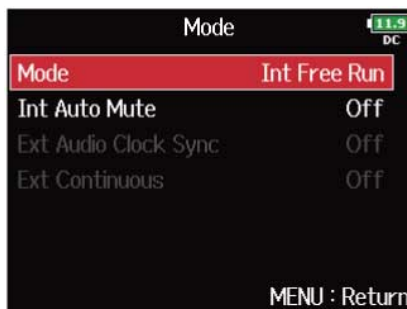 Mode
11.9
DC
Mode Int Free Run
Int Auto Mute Off
Ext Audio Clock Sync Off
Ext Continuous Off
MENU : Return